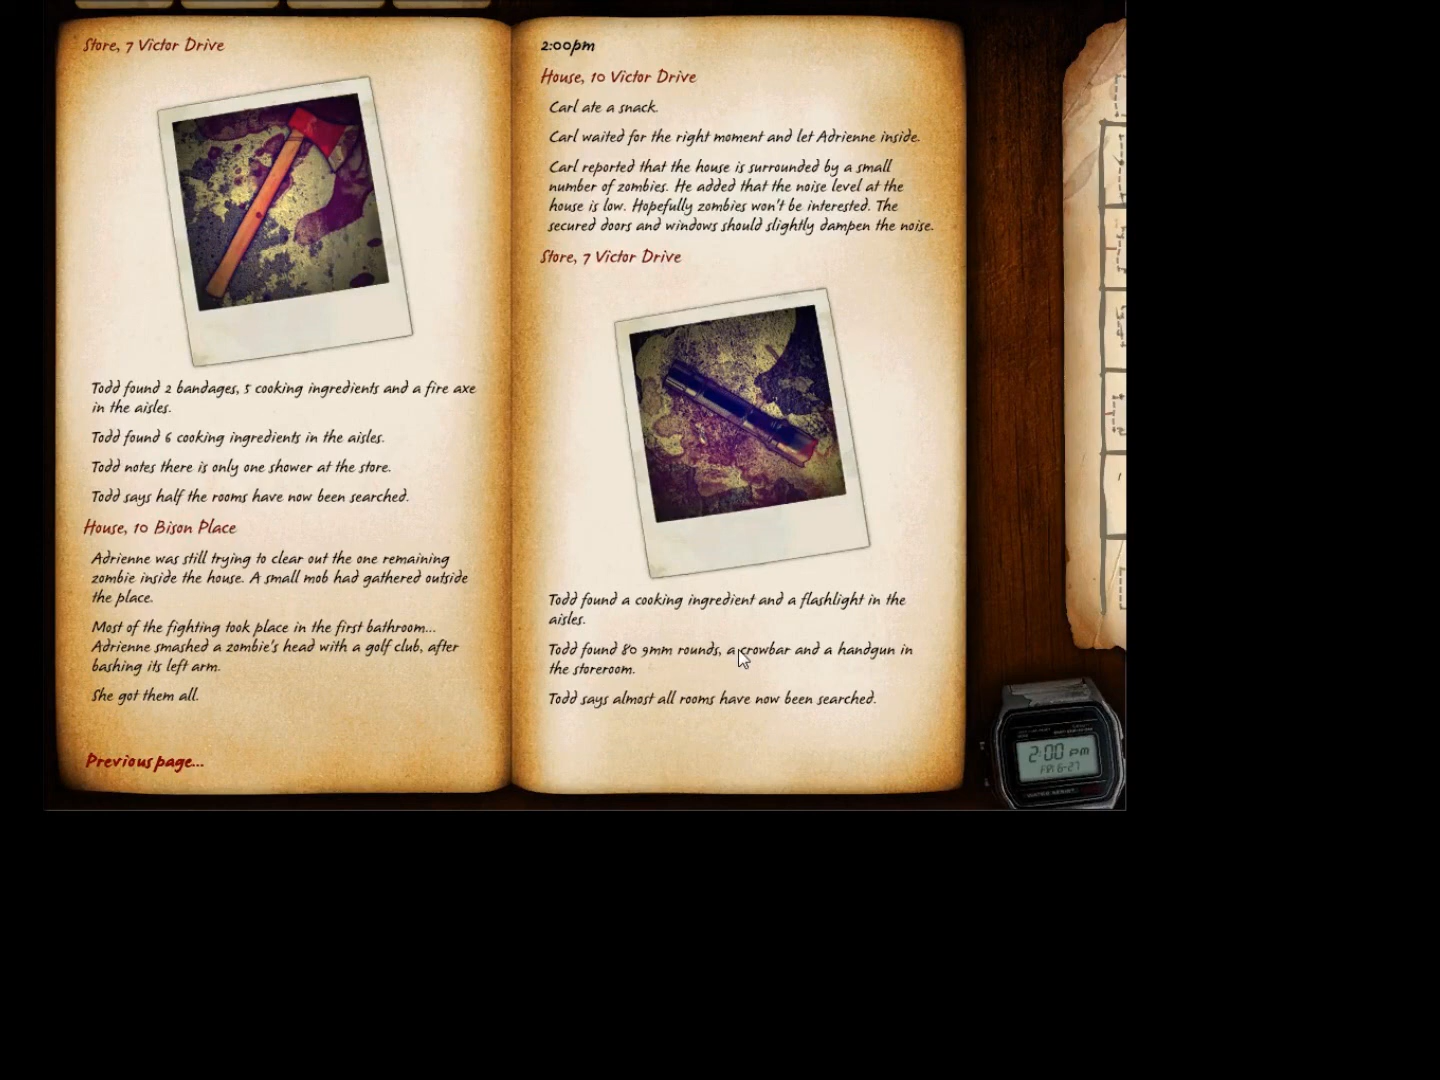 Store, 7 Victor Drive
Todd found 2 bandages, 5 cooking ingredients and a fire axe
in the aisles.
Todd found 6 cooking ingredients in the aisles.
Todd notes there is only one shower at the store.
Todd says half the rooms have now been searched.
House, 10 Bison Place
Adrienne was still trying to clear out the one remaining
zombie inside the house. A small mob had gathered outside
the place.
Most of the fighting took place in the first bathroom...
Adrienne smashed a zombie's head with a golf club, after
bashing its left arm.
She got them all.
Previous page...
2:00pm
House, 10 Victor Drive
Carl ate a snack.
Carl waited for the right moment and let Adrienne inside.
Carl reported that the house is surrounded by a small
number of zombies. He added that the noise level at the
house is low. Hopefully zombies won't be interested. The
secured doors and windows should slightly dampen the noise.
Store, 7 Victor Drive
Todd found a cooking ingredient and a flashlight in the
aisles.
Todd found 80 9mm rounds, a crowbar and a handgun in
the storeroom.
Todd says almost all rooms have now been searched.
2:00 PM
FRI 6-27
WATER RESIST